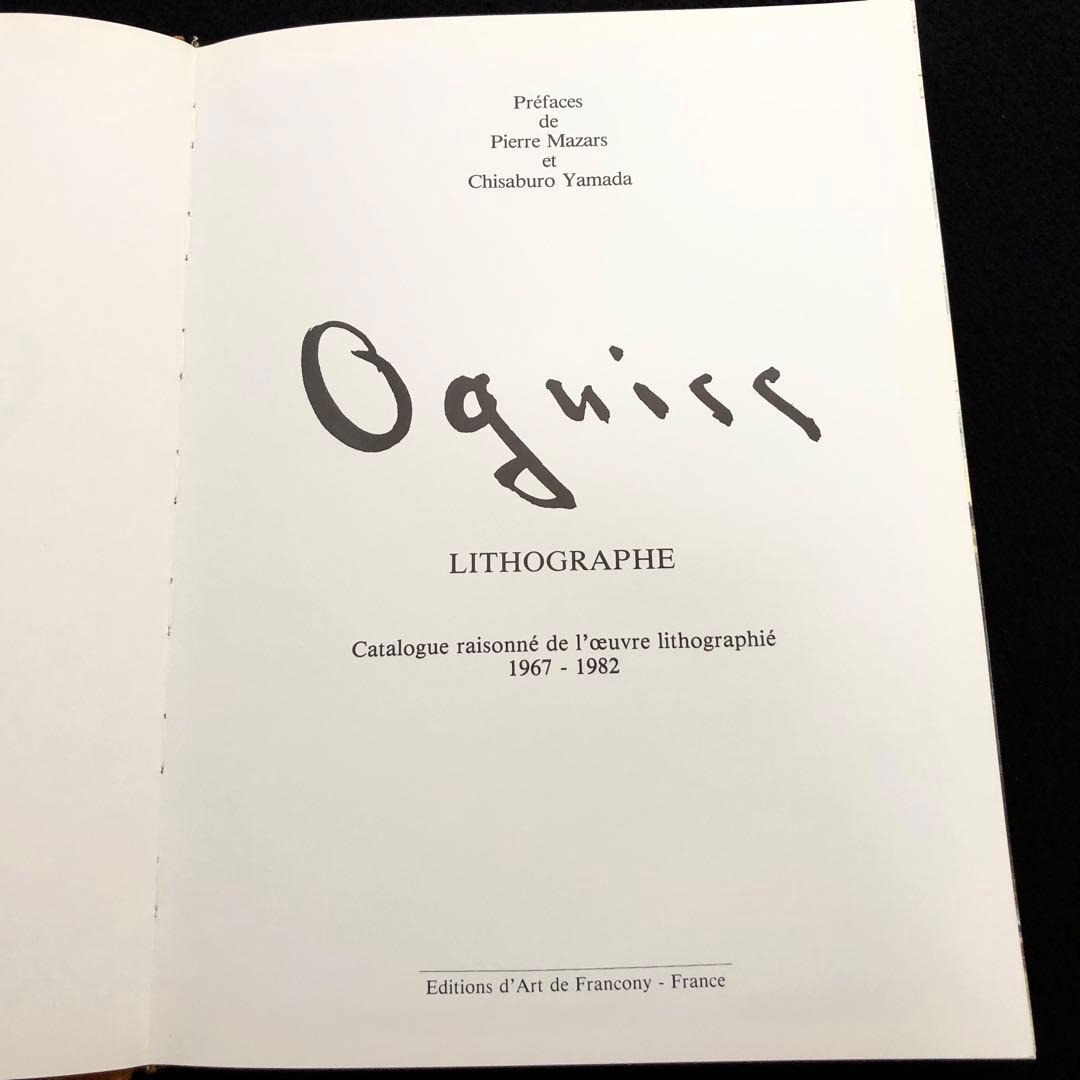 Préfaces
de
Pierre Mazars
et
Chisaburo Yamada
Oguiss
LITHOGRAPHE
Catalogue raisonné de l'œuvre lithographié
1967 - 1982
Editions d'Art de Francony - France